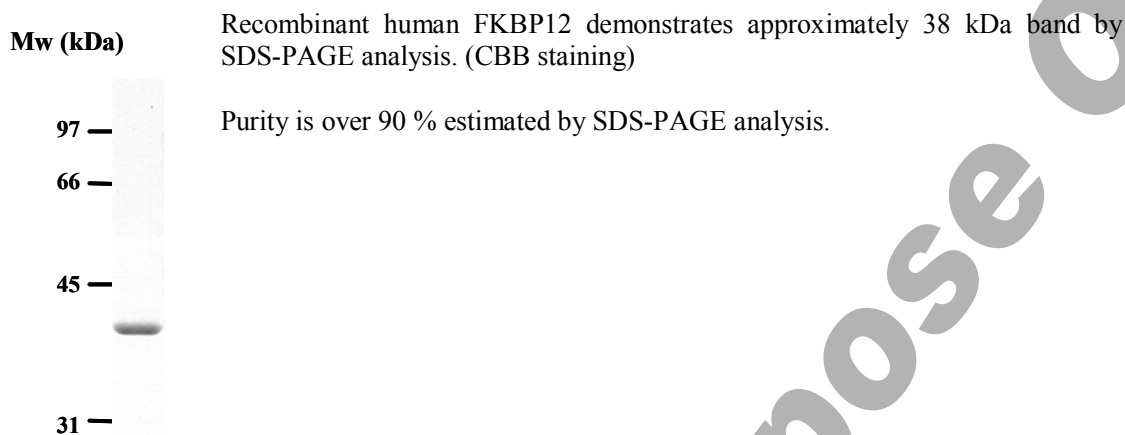 Mw (kDa)
Recombinant human FKBP12 demonstrates approximately 38 kDa band by
SDS-PAGE analysis. (CBB staining)
Purity is over 90 % estimated by SDS-PAGE analysis.
97
66
45
31